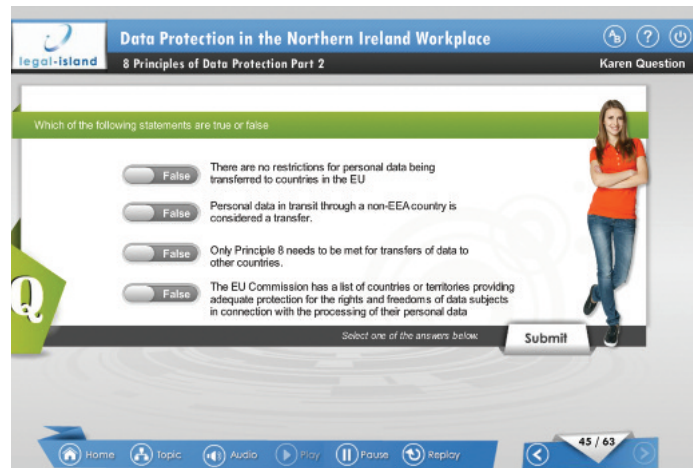 legal-island
Data Protection in the Northern Ireland Workplace
A B
?
8 Principles of Data Protection Part 2
Karen Question
Which of the following statements are true or false
False
There are no restrictions for personal data being
transferred to countries in the EU
False
Personal data in transit through a non-EEA country is
considered a transfer.
False
Only Principle 8 needs to be met for transfers of data to
other countries.
False
The EU Commission has a list of countries or territories providing
adequate protection for the rights and freedoms of data subjects
in connection with the processing of their personal data
Q
Select one of the answers below.
Submit
Home
Topic
Audio
Play
Pause
Replay
45 / 63